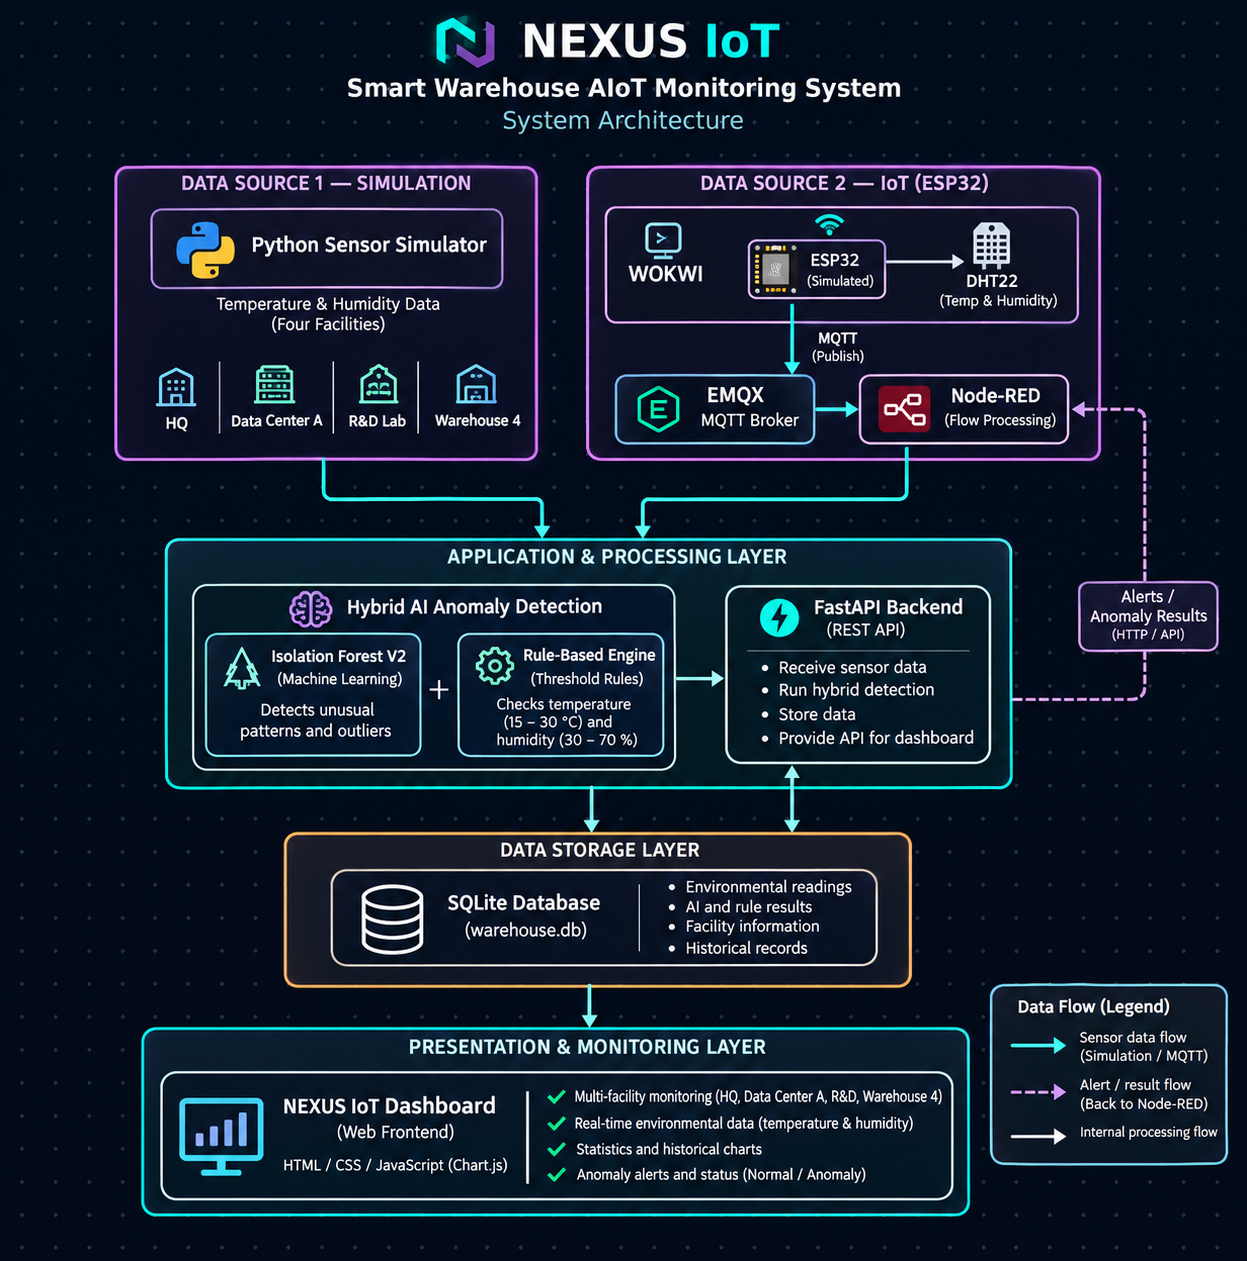 NEXUS IoT
Smart Warehouse AIoT Monitoring System
System Architecture
DATA SOURCE 1 — SIMULATION
Python Sensor Simulator
Temperature & Humidity Data
(Four Facilities)
HQ
Data Center A
R&D Lab
Warehouse 4
DATA SOURCE 2 — IoT (ESP32)
WOKWI
ESP32
(Simulated)
DHT22
(Temp & Humidity)
MQTT
(Publish)
EMQX
MQTT Broker
Node-RED
(Flow Processing)
Alerts /
Anomaly Results
(HTTP / API)
APPLICATION & PROCESSING LAYER
Hybrid AI Anomaly Detection
Isolation Forest V2
(Machine Learning)
Detects unusual
patterns and outliers
+
Rule-Based Engine
(Threshold Rules)
Checks temperature
(15 – 30 °C) and
humidity (30 – 70 %)
FastAPI Backend
(REST API)
• Receive sensor data
• Run hybrid detection
• Store data
• Provide API for dashboard
DATA STORAGE LAYER
SQLite Database
(warehouse.db)
• Environmental readings
• AI and rule results
• Facility information
• Historical records
PRESENTATION & MONITORING LAYER
NEXUS IoT Dashboard
(Web Frontend)
HTML / CSS / JavaScript (Chart.js)
Multi-facility monitoring (HQ, Data Center A, R&D, Warehouse 4)
Real-time environmental data (temperature & humidity)
Statistics and historical charts
Anomaly alerts and status (Normal / Anomaly)
Data Flow (Legend)
Sensor data flow
(Simulation / MQTT)
Alert / result flow
(Back to Node-RED)
Internal processing flow